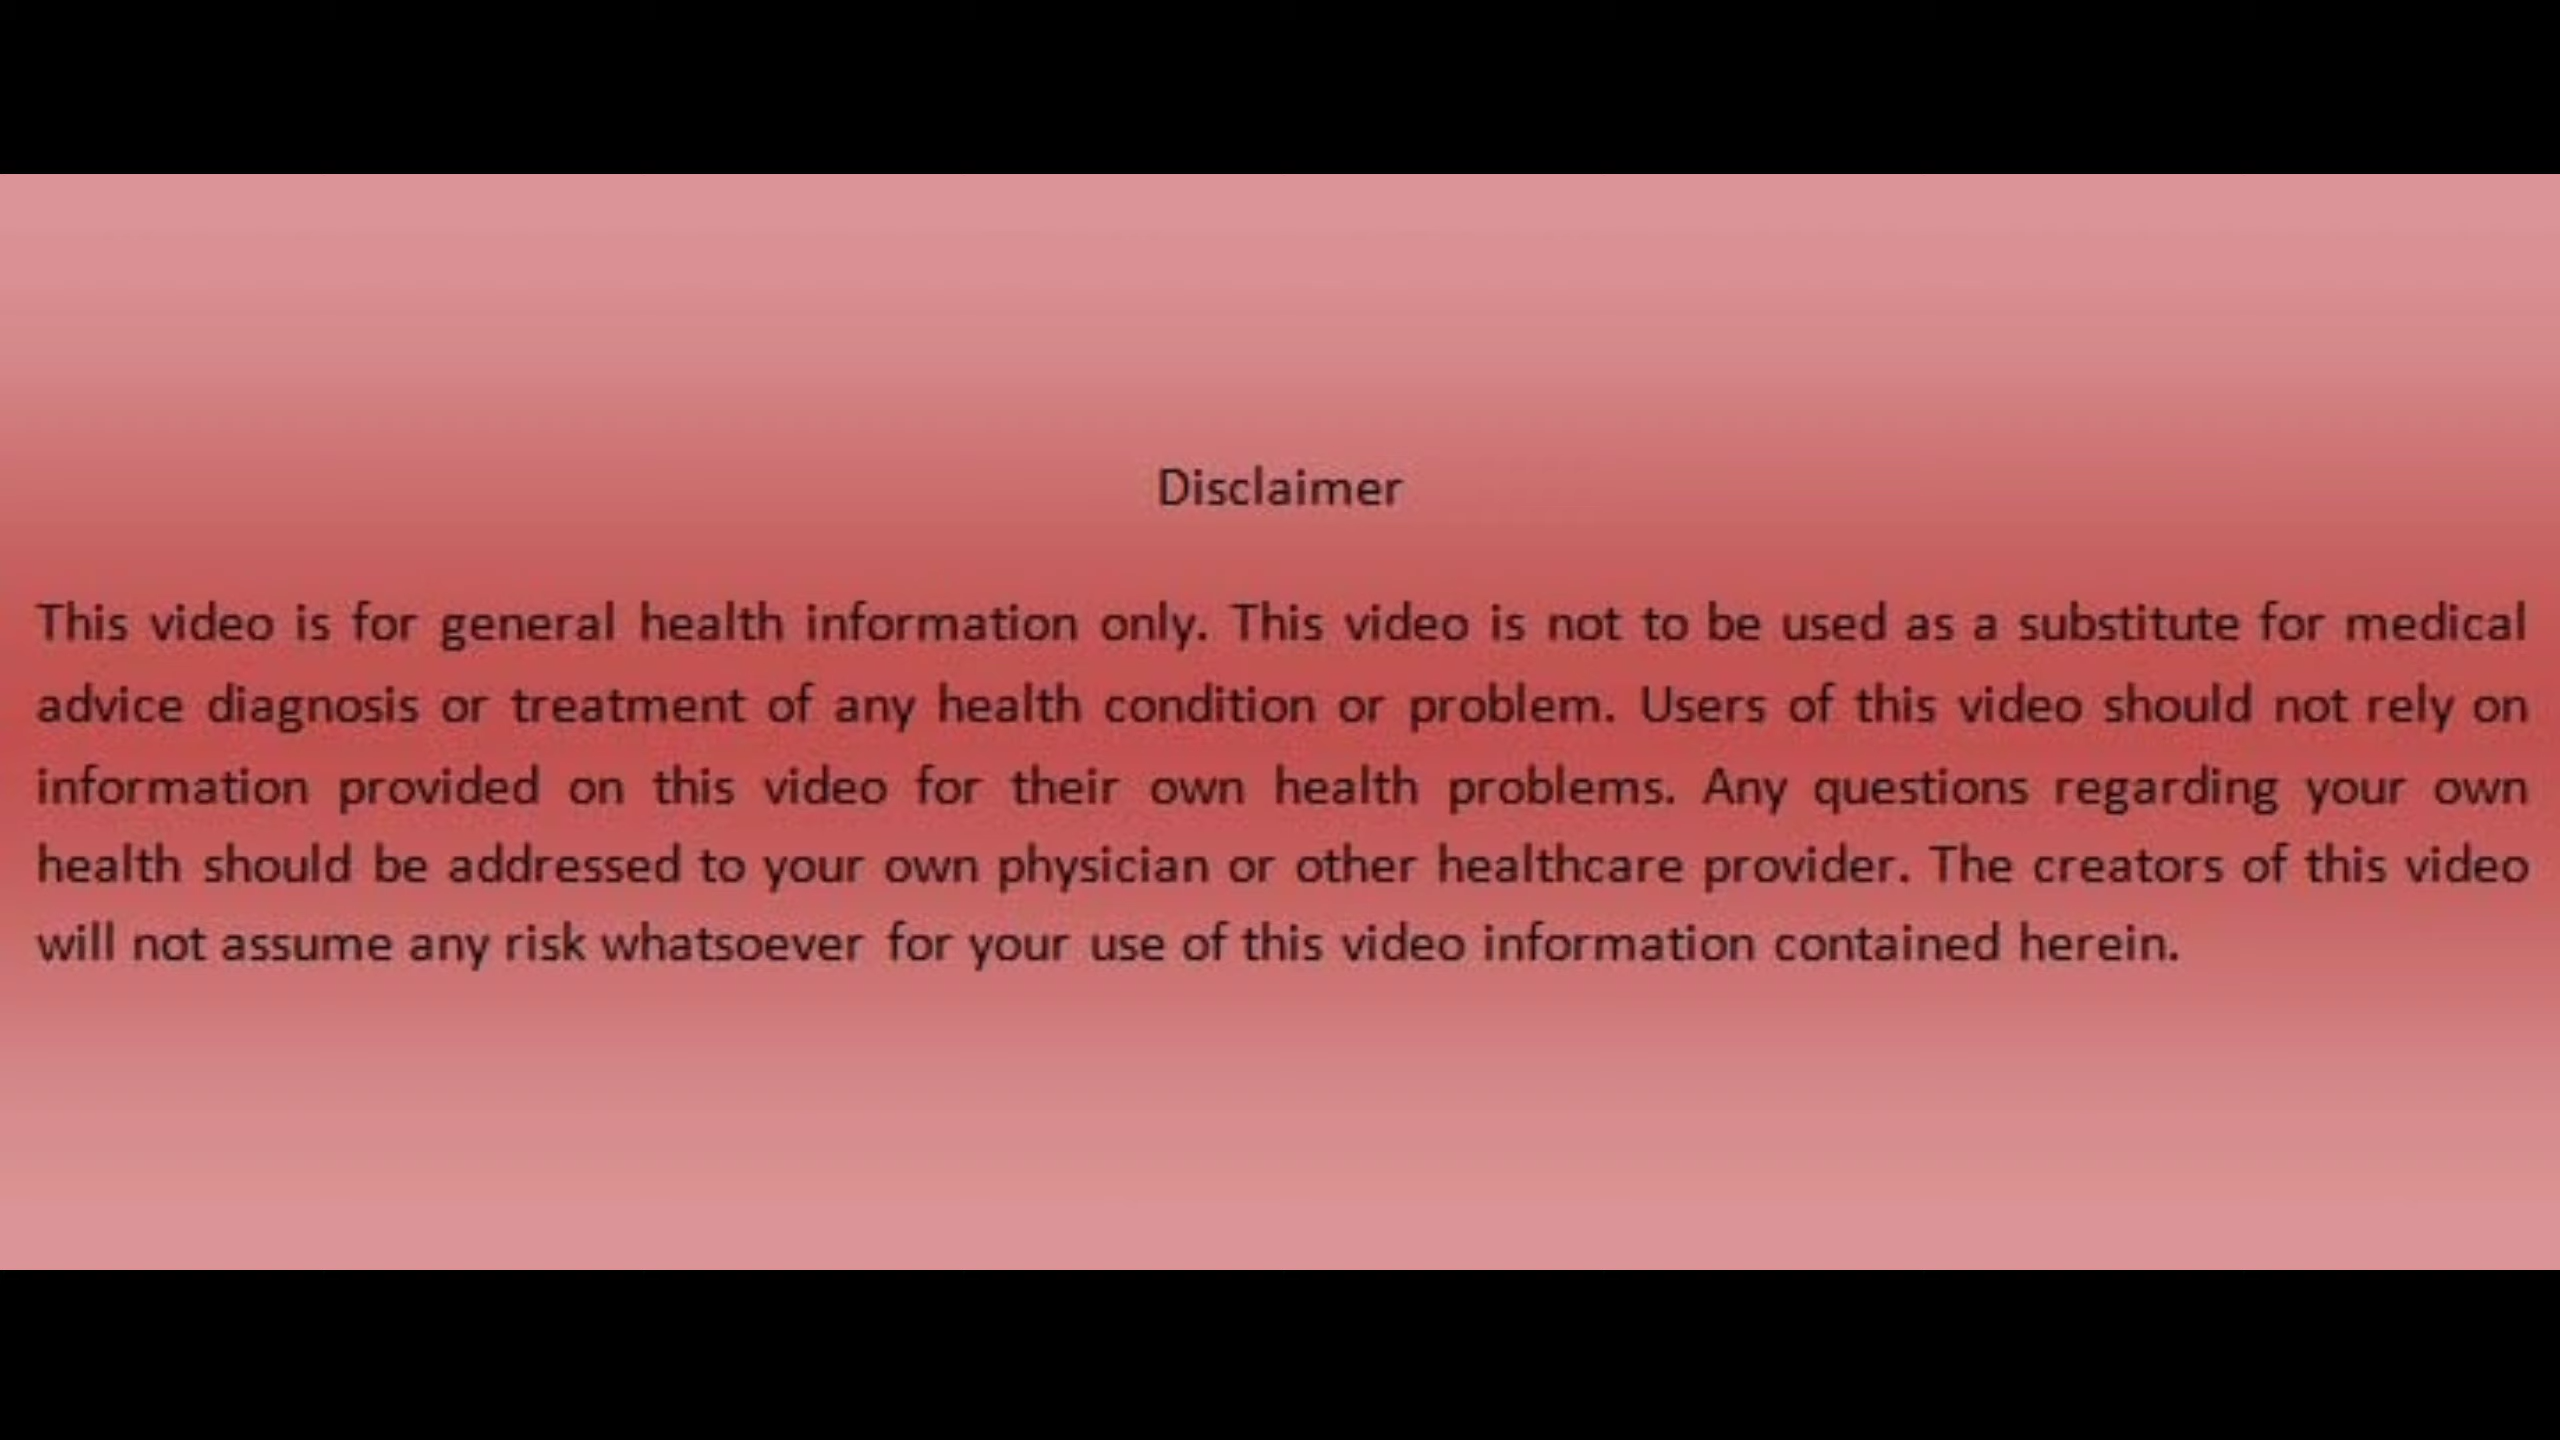 Disclaimer
This video is for general health information only. This video is not to be used as a substitute for medical
advice diagnosis or treatment of any health condition or problem. Users of this video should not rely on
information provided on this video for their own health problems. Any questions regarding your own
health should be addressed to your own physician or other healthcare provider. The creators of this video
will not assume any risk whatsoever for your use of this video information contained herein.